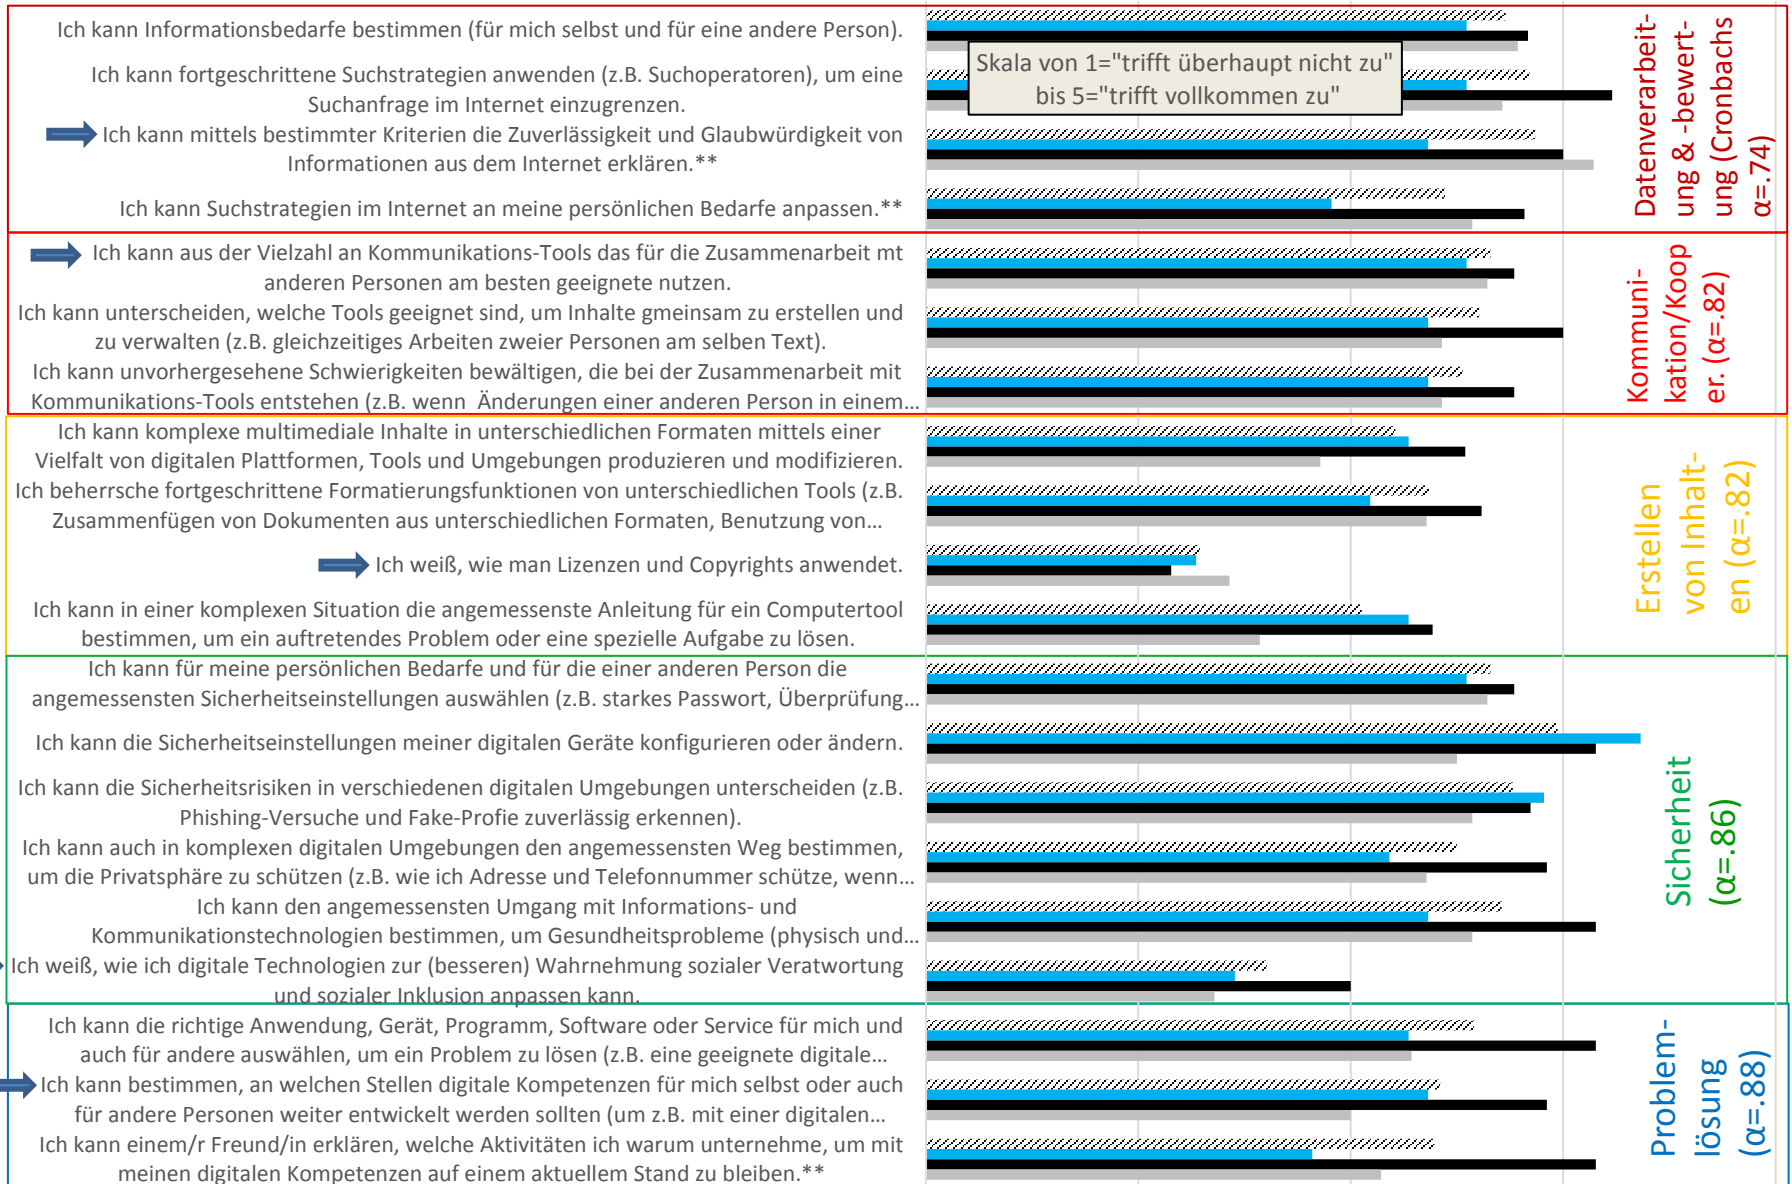 Ich kann Informationsbedarfe bestimmen (für mich selbst und für eine andere Person).
Ich kann fortgeschrittene Suchstrategien anwenden (z.B. Suchoperatoren), um eine
Suchanfrage im Internet einzugrenzen.
Ich kann mittels bestimmter Kriterien die Zuverlässigkeit und Glaubwürdigkeit von
Informationen aus dem Internet erklären.**
Ich kann Suchstrategien im Internet an meine persönlichen Bedarfe anpassen.**
Skala von 1="trifft überhaupt nicht zu"
bis 5="trifft vollkommen zu"
Datenverarbeit-
ung & -bewert-
ung (Cronbachs
α=.74)
Ich kann aus der Vielzahl an Kommunikations-Tools das für die Zusammenarbeit mt
anderen Personen am besten geeignete nutzen.
Ich kann unterscheiden, welche Tools geeignet sind, um Inhalte gmeinsam zu erstellen und
zu verwalten (z.B. gleichzeitiges Arbeiten zweier Personen am selben Text).
Ich kann unvorhergesehene Schwierigkeiten bewältigen, die bei der Zusammenarbeit mit
Kommunikations-Tools entstehen (z.B. wenn  Änderungen einer anderen Person in einem...
Kommuni-
kation/Koop
er. (α=.82)
Ich kann komplexe multimediale Inhalte in unterschiedlichen Formaten mittels einer
Vielfalt von digitalen Plattformen, Tools und Umgebungen produzieren und modifizieren.
Ich beherrsche fortgeschrittene Formatierungsfunktionen von unterschiedlichen Tools (z.B.
Zusammenfügen von Dokumenten aus unterschiedlichen Formaten, Benutzung von...
Ich weiß, wie man Lizenzen und Copyrights anwendet.
Ich kann in einer komplexen Situation die angemessenste Anleitung für ein Computertool
bestimmen, um ein auftretendes Problem oder eine spezielle Aufgabe zu lösen.
Erstellen
von Inhalt-
en (α=.82)
Ich kann für meine persönlichen Bedarfe und für die einer anderen Person die
angemessensten Sicherheitseinstellungen auswählen (z.B. starkes Passwort, Überprüfung...
Ich kann die Sicherheitseinstellungen meiner digitalen Geräte konfigurieren oder ändern.
Ich kann die Sicherheitsrisiken in verschiedenen digitalen Umgebungen unterscheiden (z.B.
Phishing-Versuche und Fake-Profie zuverlässig erkennen).
Ich kann auch in komplexen digitalen Umgebungen den angemessensten Weg bestimmen,
um die Privatsphäre zu schützen (z.B. wie ich Adresse und Telefonnummer schütze, wenn...
Ich kann den angemessensten Umgang mit Informations- und
Kommunikationstechnologien bestimmen, um Gesundheitsprobleme (physisch und...
Ich weiß, wie ich digitale Technologien zur (besseren) Wahrnehmung sozialer Veratwortung
und sozialer Inklusion anpassen kann.
Sicherheit
(α=.86)
Ich kann die richtige Anwendung, Gerät, Programm, Software oder Service für mich und
auch für andere auswählen, um ein Problem zu lösen (z.B. eine geeignete digitale...
Ich kann bestimmen, an welchen Stellen digitale Kompetenzen für mich selbst oder auch
für andere Personen weiter entwickelt werden sollten (um z.B. mit einer digitalen...
Ich kann einem/r Freund/in erklären, welche Aktivitäten ich warum unternehme, um mit
meinen digitalen Kompetenzen auf einem aktuellem Stand zu bleiben.**
Problem-
lösung
(α=.88)